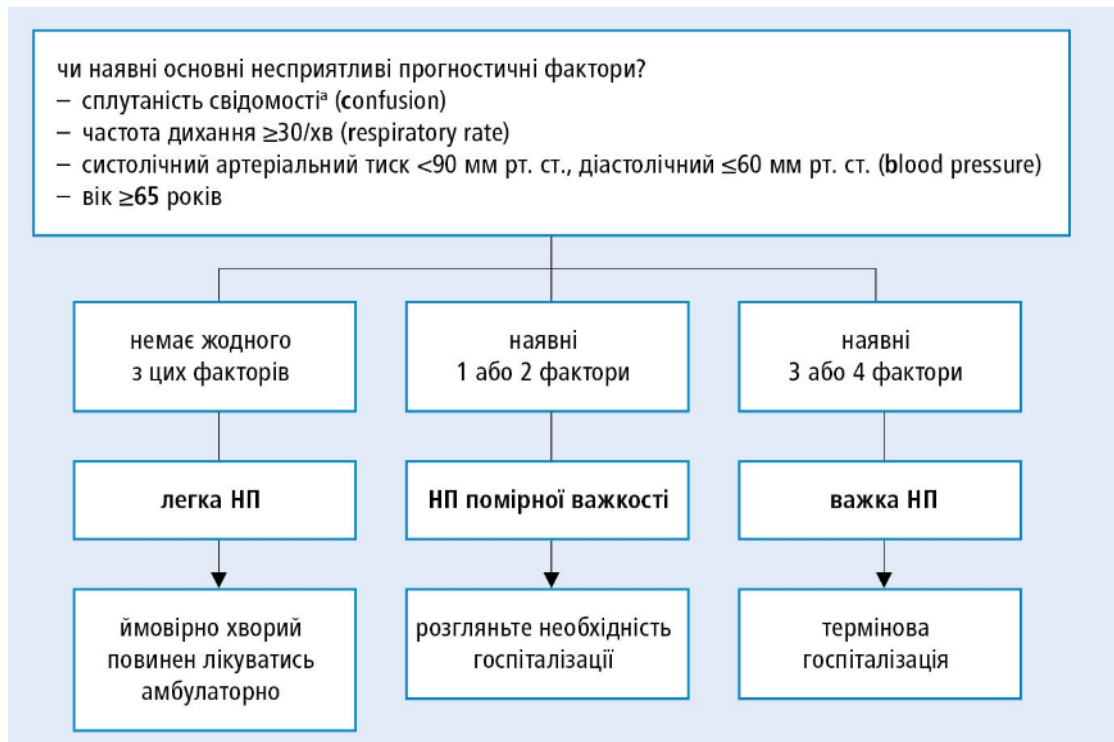 чи наявні основні несприятливі прогностичні фактори?
– сплутаність свідомостіᵃ (confusion)
– частота дихання ≥30/хв (respiratory rate)
– систолічний артеріальний тиск <90 мм рт. ст., діастолічний ≤60 мм рт. ст. (blood pressure)
– вік ≥65 років
немає жодного
з цих факторів
наявні
1 або 2 фактори
наявні
3 або 4 фактори
легка НП
НП помірної важкості
важка НП
ймовірно хворий
повинен лікуватись
амбулаторно
розгляньте необхідність
госпіталізації
термінова
госпіталізація